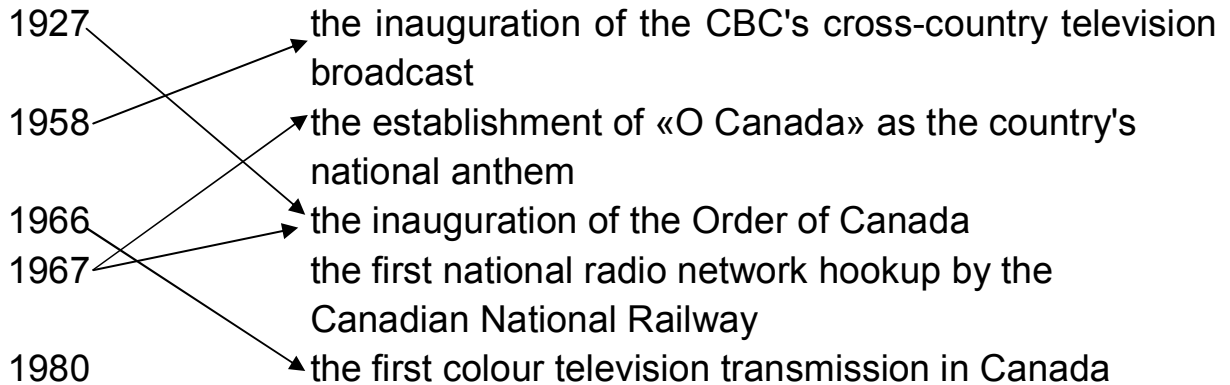 1927 the inauguration of the CBC's cross-country television
broadcast
1958 the establishment of «O Canada» as the country's
national anthem
1966 the inauguration of the Order of Canada
1967 the first national radio network hookup by the
Canadian National Railway
1980 the first colour television transmission in Canada